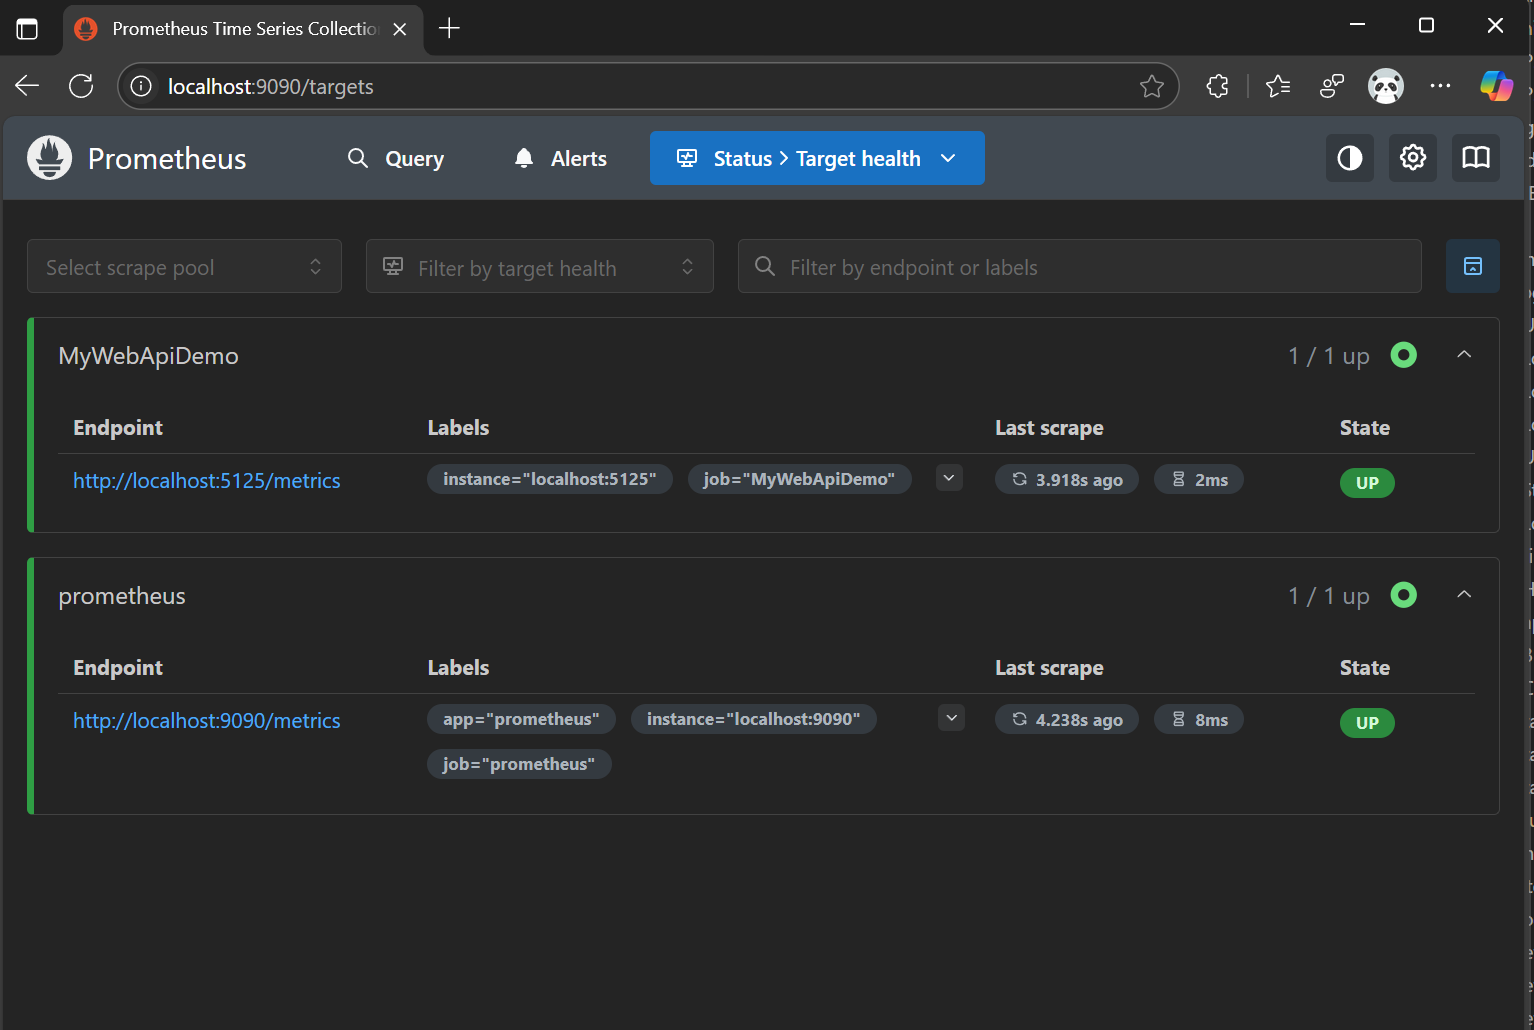 Prometheus Time Series Collectio
localhost:9090/targets
Prometheus
Query
Alerts
Status > Target health
Select scrape pool
Filter by target health
Filter by endpoint or labels
MyWebApiDemo
1 / 1 up
Endpoint Labels Last scrape State
http://localhost:5125/metrics instance="localhost:5125" job="MyWebApiDemo" 3.918s ago 2ms UP
prometheus
1 / 1 up
Endpoint Labels Last scrape State
http://localhost:9090/metrics app="prometheus" instance="localhost:9090" 4.238s ago 8ms UP
job="prometheus"